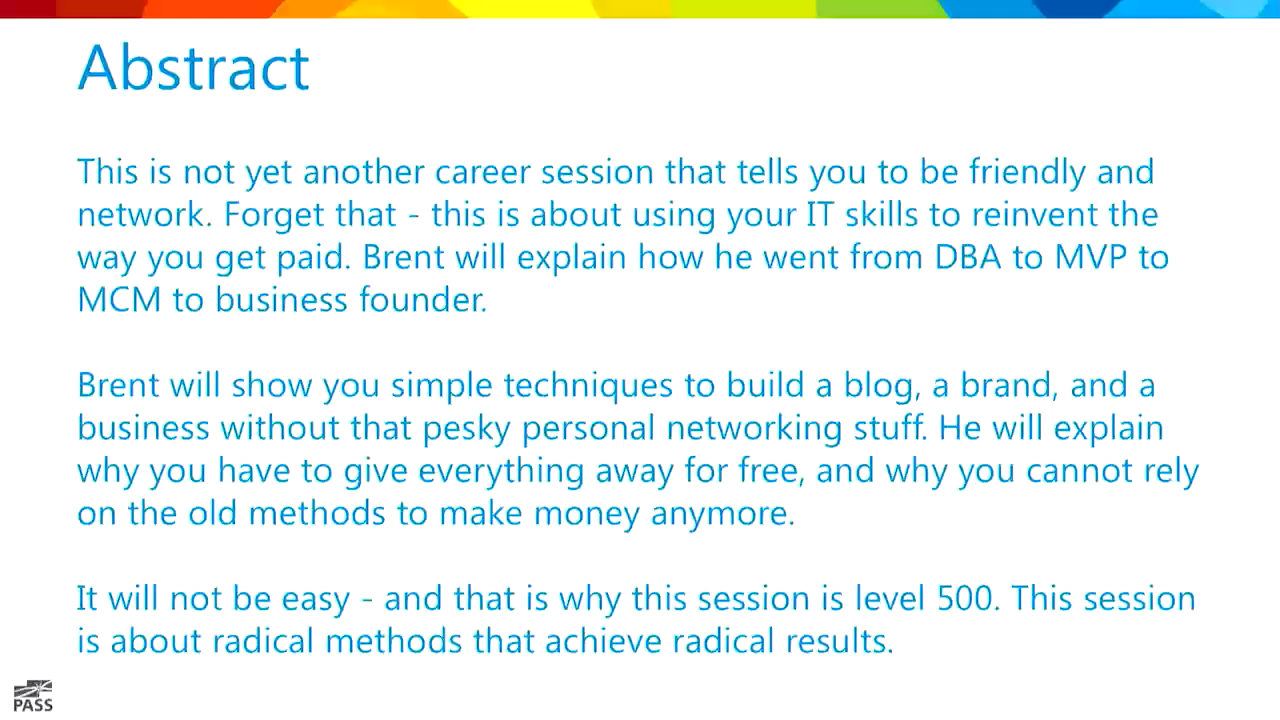 Abstract
This is not yet another career session that tells you to be friendly and
network. Forget that - this is about using your IT skills to reinvent the
way you get paid. Brent will explain how he went from DBA to MVP to
MCM to business founder.
Brent will show you simple techniques to build a blog, a brand, and a
business without that pesky personal networking stuff. He will explain
why you have to give everything away for free, and why you cannot rely
on the old methods to make money anymore.
It will not be easy - and that is why this session is level 500. This session
is about radical methods that achieve radical results.
PASS